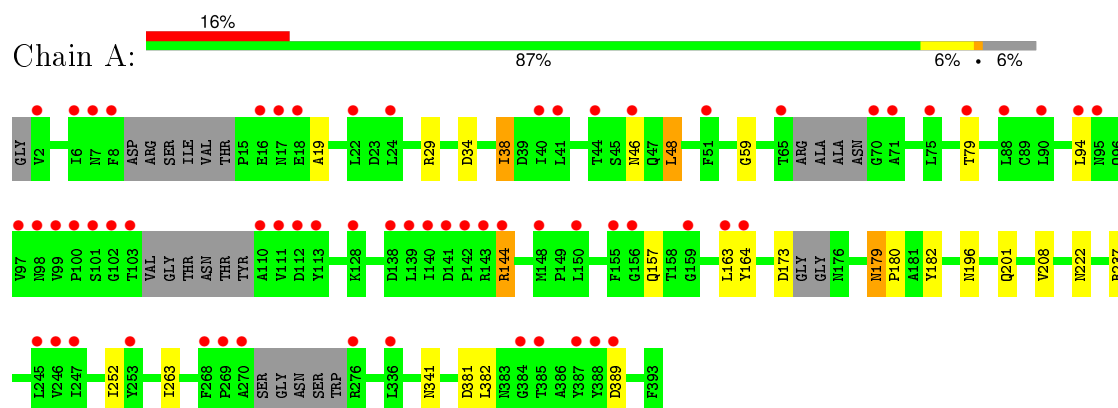 16%
Chain A:
87% 6% • 6%
GLY V2 I6 N7 F8 ASP ARG SER ILE VAL THR P15 E16 N17 E18 A19 L22 D23 L24 R29 D34 I38 D39 I40 L41 T44 S45 N46 Q47 L48 F51 G59 T65 ARG ALA ALA ASN G70 A71 L75 T79 L88 C89 L90 L94 N95 Q96
V97 N98 V99 P100 S101 G102 T103 VAL GLY THR ASN THR TYR A110 V111 D112 Y113 K128 D138 L139 I140 D141 P142 R143 R144 M148 P149 L150 F155 G156 Q157 T158 G159 L163 Y164 D173 GLY GLY N176 N179 P180 A181 Y182 N196 Q201 V208 N222 R237
L245 V246 I247 I252 Y253 I263 F268 P269 A270 SER GLY ASN SER TRP R276 L336 N341 D381 L382 N383 G384 T385 A386 Y387 Y388 D389 F393